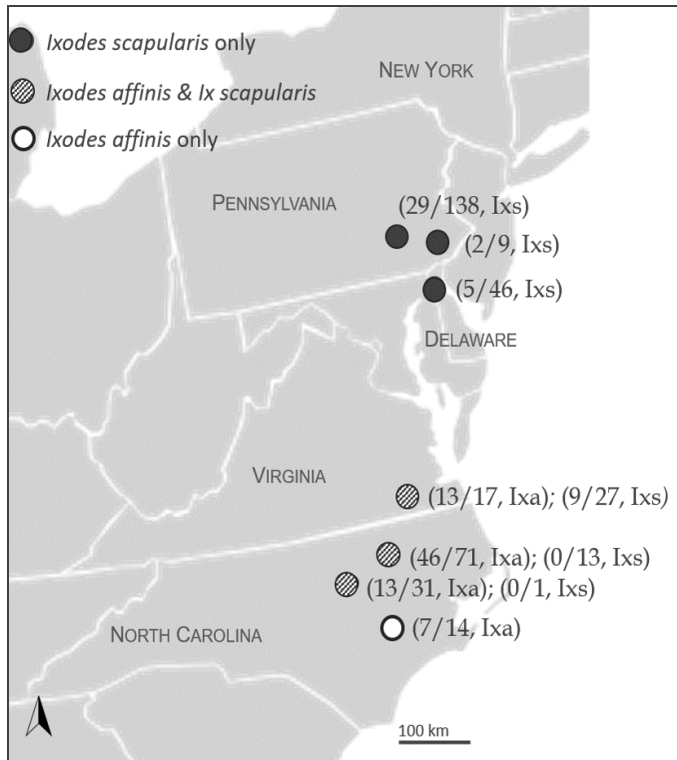 Ixodes scapularis only
NEW YORK
Ixodes affinis & Ix scapularis
Ixodes affinis only
PENNSYLVANIA
(29/138, Ixs)
(2/9, Ixs)
(5/46, Ixs)
DELAWARE
VIRGINIA
(13/17, Ixa); (9/27, Ixs)
(46/71, Ixa); (0/13, Ixs)
(13/31, Ixa); (0/1, Ixs)
NORTH CAROLINA
(7/14, Ixa)
100 km